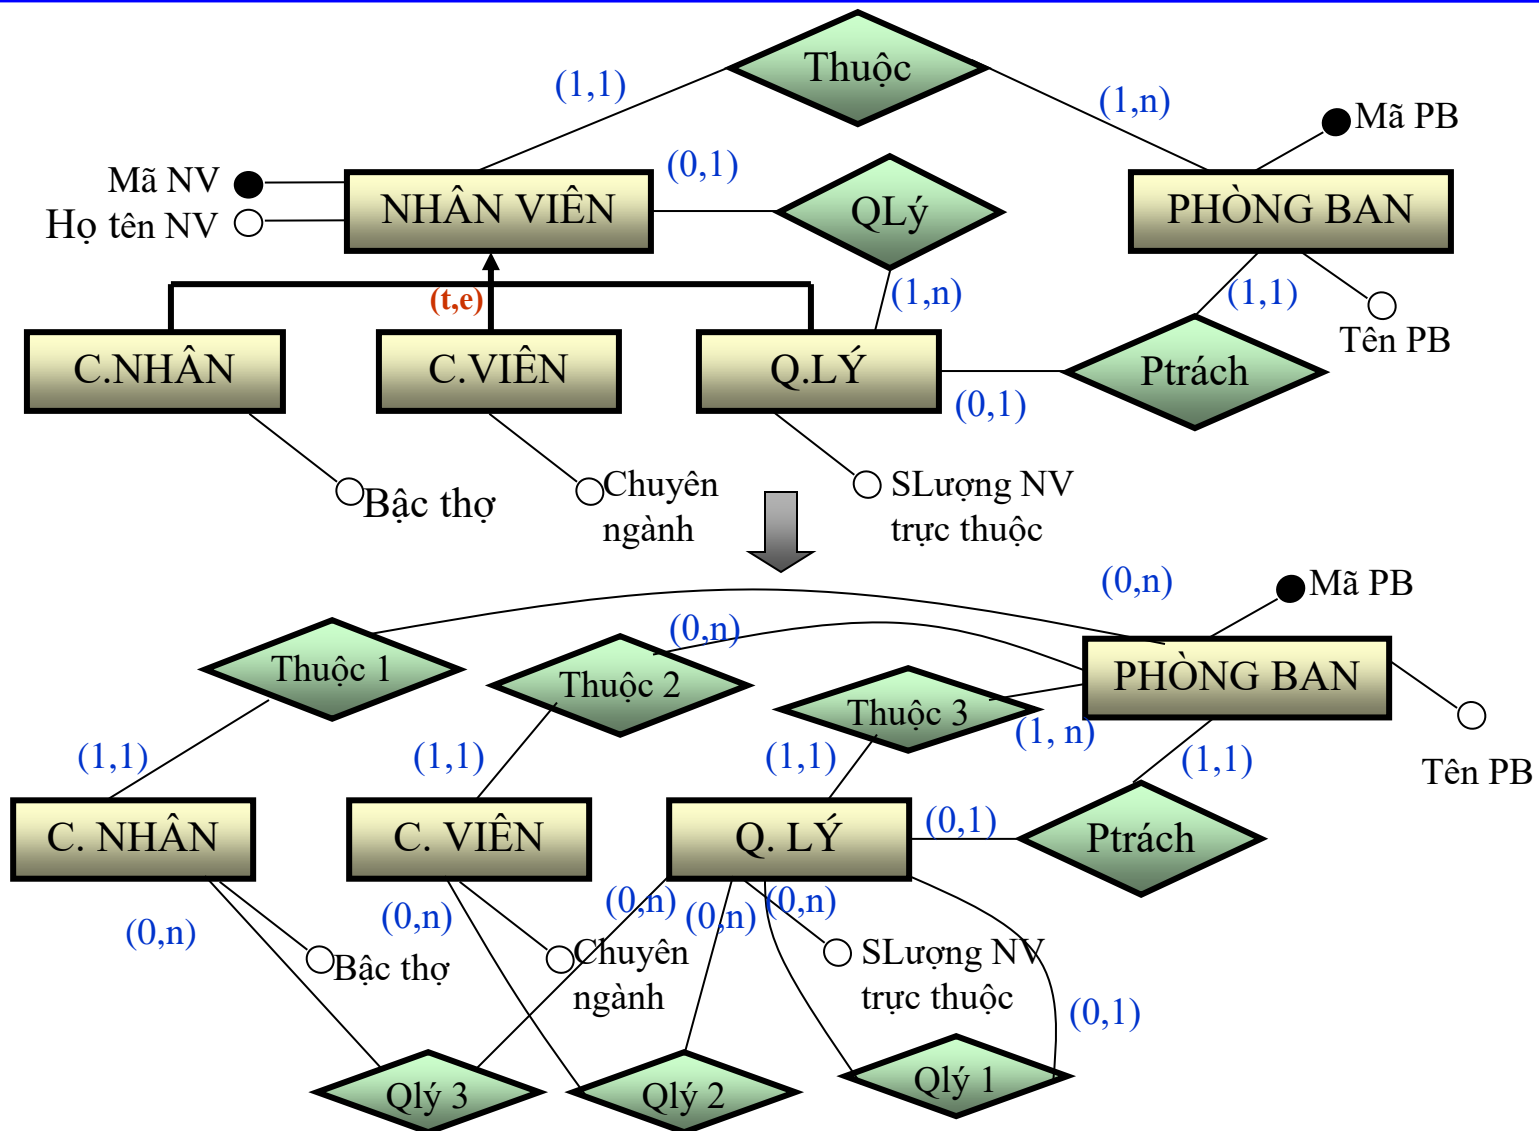 Thuộc
(1,1)
(1,n)
Mã PB
Mã NV
(0,1)
Họ tên NV
NHÂN VIÊN
QLý
PHÒNG BAN
(t,e)
(1,n)
(1,1)
Tên PB
C.NHÂN
C.VIÊN
Q.LÝ
Ptrách
(0,1)
Bậc thợ
Chuyên
ngành
SLượng NV
trực thuộc
(0,n)
Mã PB
(0,n)
Thuộc 1
Thuộc 2
Thuộc 3
PHÒNG BAN
(1, n)
(1,1)
(1,1)
(1,1)
(1,1)
Tên PB
C. NHÂN
C. VIÊN
Q. LÝ
(0,1)
Ptrách
(0,n)
(0,n)
(0,n)
(0,n)
(0,n)
Bậc thợ
Chuyên
ngành
SLượng NV
trực thuộc
(0,1)
Qlý 3
Qlý 2
Qlý 1